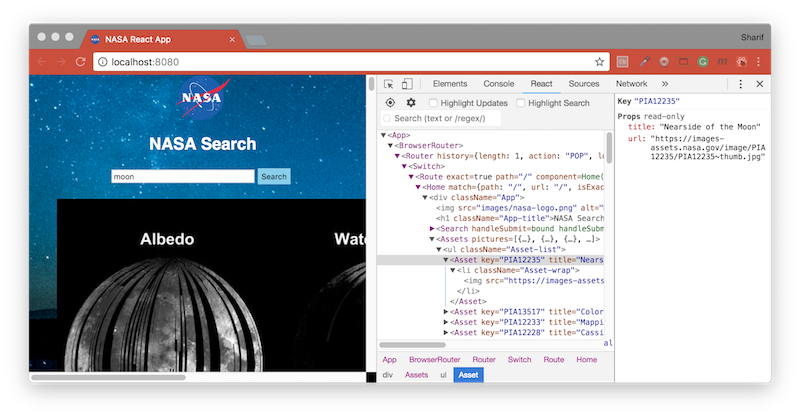 NASA React App
Sharif
localhost:8080
NASA
NASA Search
moon
Search
Albedo
Wat
Elements Console React Sources Network »
Highlight Updates Highlight Search
Search (text or /regex/)
<App>
<BrowserRouter>
<Router history={length: 1, action: "POP", lo
<Switch>
<Route exact=true path="/" component=Home(
<Home match={path: "/", url: "/", isExac
<div className="App">
<img src="images/nasa-logo.png" alt="
<h1 className="App-title">NASA Search
<Search handleSubmit=bound handleSubm
<Assets pictures=[{…}, {…}, {…}, …]>
<ul className="Asset-list">
<Asset key="PIA12235" title="Nears
<li className="Asset-wrap">
<img src="https://images-assets
</li>
</Asset>
<Asset key="PIA13517" title="Color
<Asset key="PIA12233" title="Mappi
<Asset key="PIA12228" title="Cassi
al
App BrowserRouter Router Switch Route Home
div Assets ul Asset
Key "PIA12235"
Props read-only
title: "Nearside of the Moon"
url: "https://images-
assets.nasa.gov/image/PIA
12235/PIA12235~thumb.jpg"